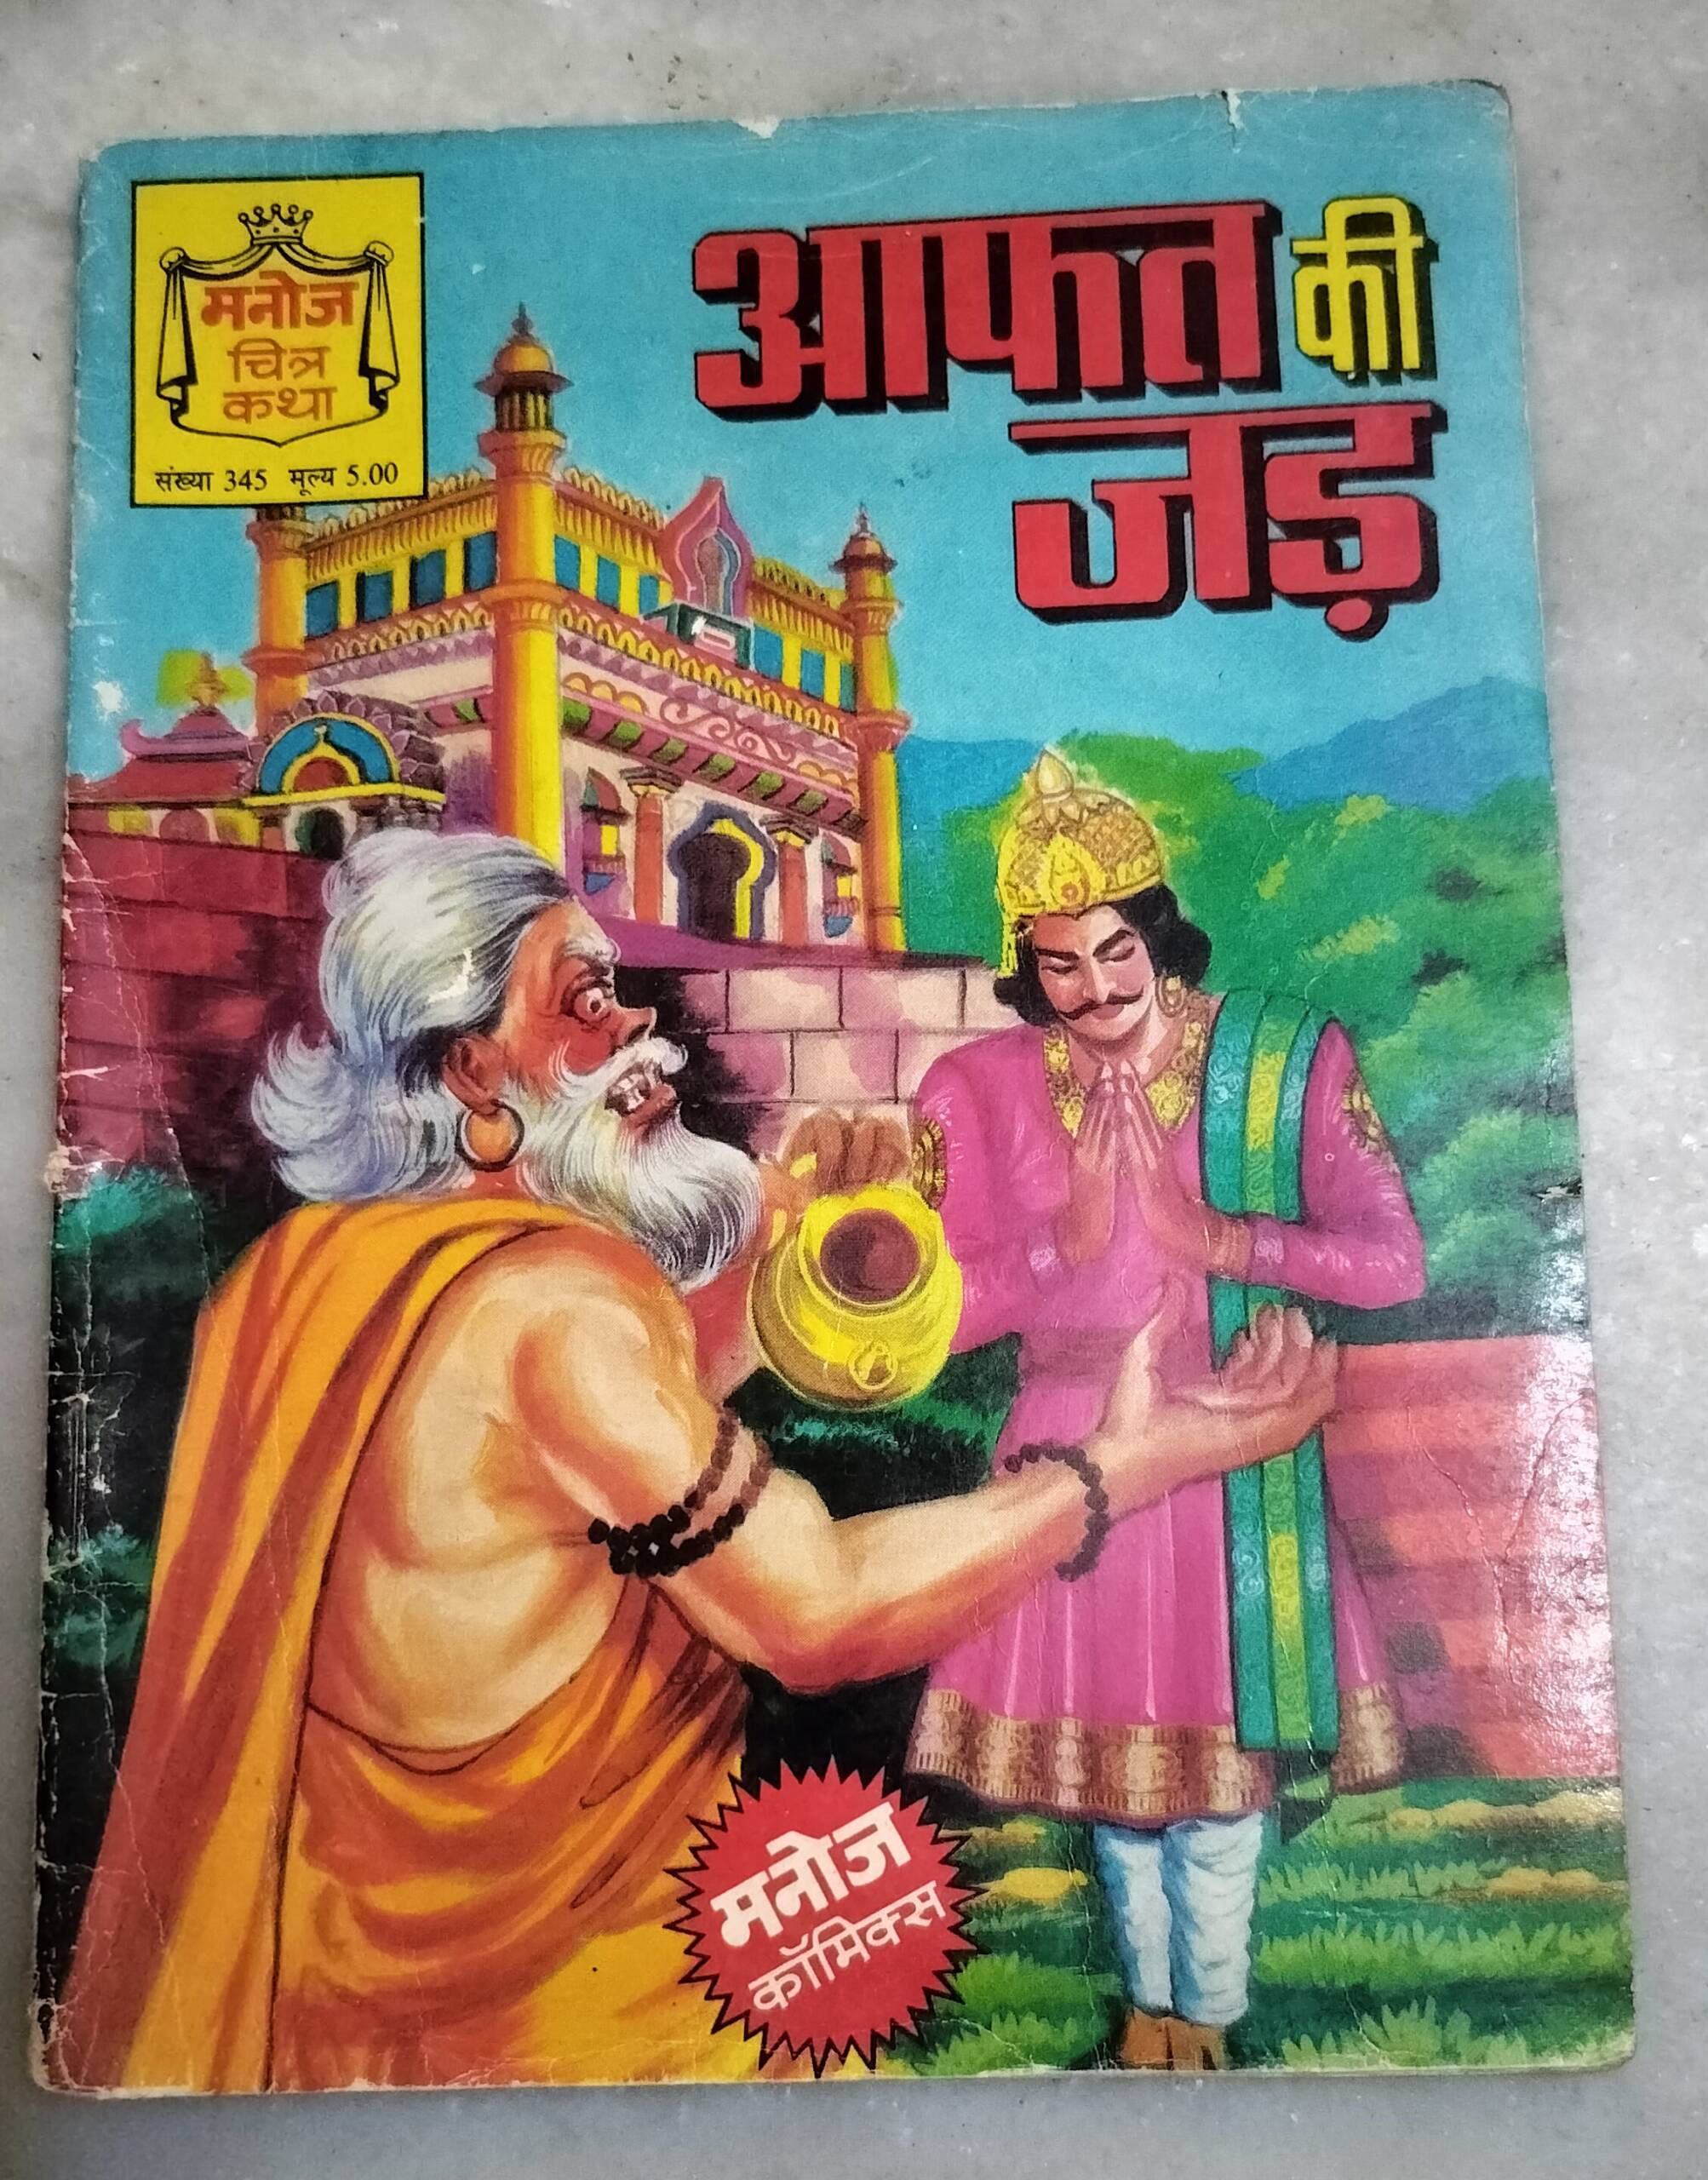 मनोज
चित्र
कथा
संख्या 345 मूल्य 5.00
आफत की
जड़
मनोज
कॉमिक्स